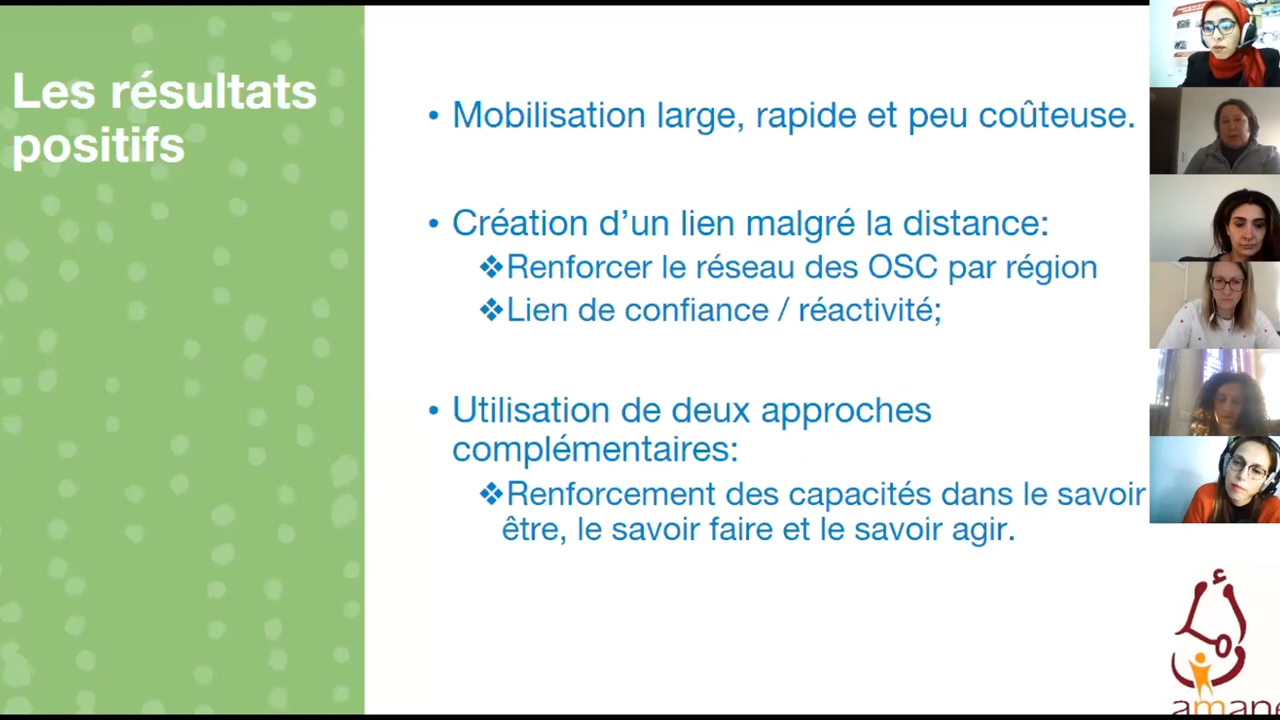 Les résultats
positifs
• Mobilisation large, rapide et peu coûteuse.
• Création d’un lien malgré la distance:
❖Renforcer le réseau des OSC par région
❖Lien de confiance / réactivité;
• Utilisation de deux approches
complémentaires:
❖Renforcement des capacités dans le savoir
être, le savoir faire et le savoir agir.
amane